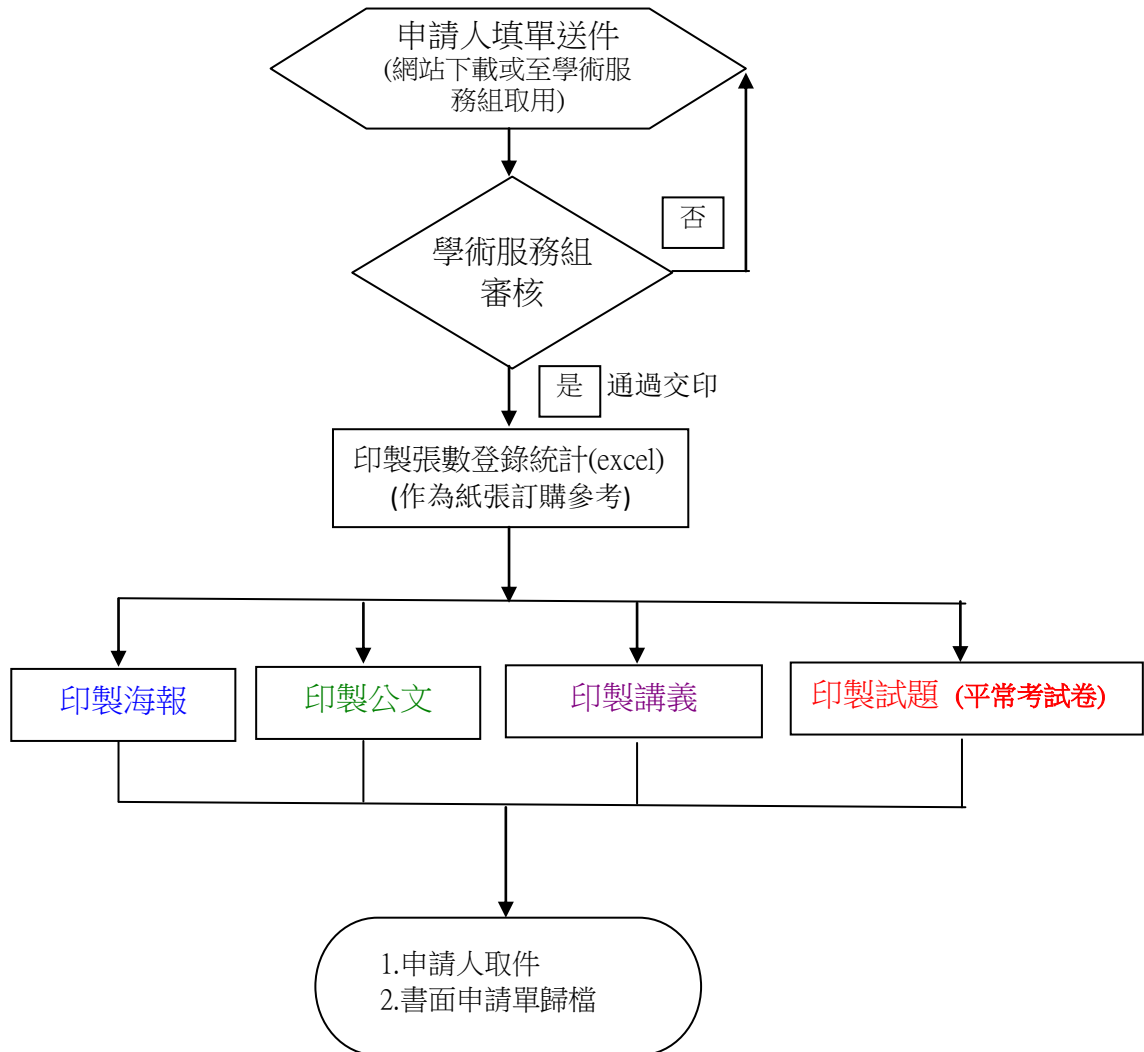 申請人填單送件
(網站下載或至學術服
務組取用)
否
學術服務組
審核
是 通過交印
印製張數登錄統計(excel)
(作為紙張訂購參考)
印製海報
印製公文
印製講義
印製試題 (平常考試卷)
1.申請人取件
2.書面申請單歸檔